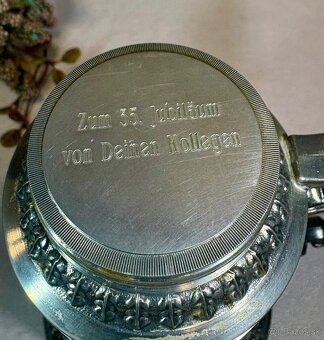 Zum 35. Jubiläum
von Deinen Kollegen